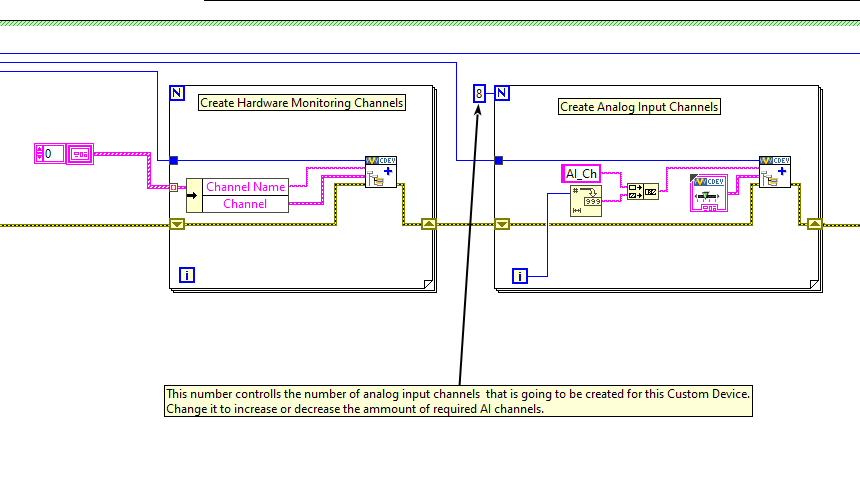 N
Create Hardware Monitoring Channels
8
N
Create Analog Input Channels
0
CDEV
CDEV
Channel Name
Channel
AI_Ch
#
999
CDEV
i
i
This number controlls the number of analog input channels that is going to be created for this Custom Device.
Change it to increase or decrease the ammount of required AI channels.